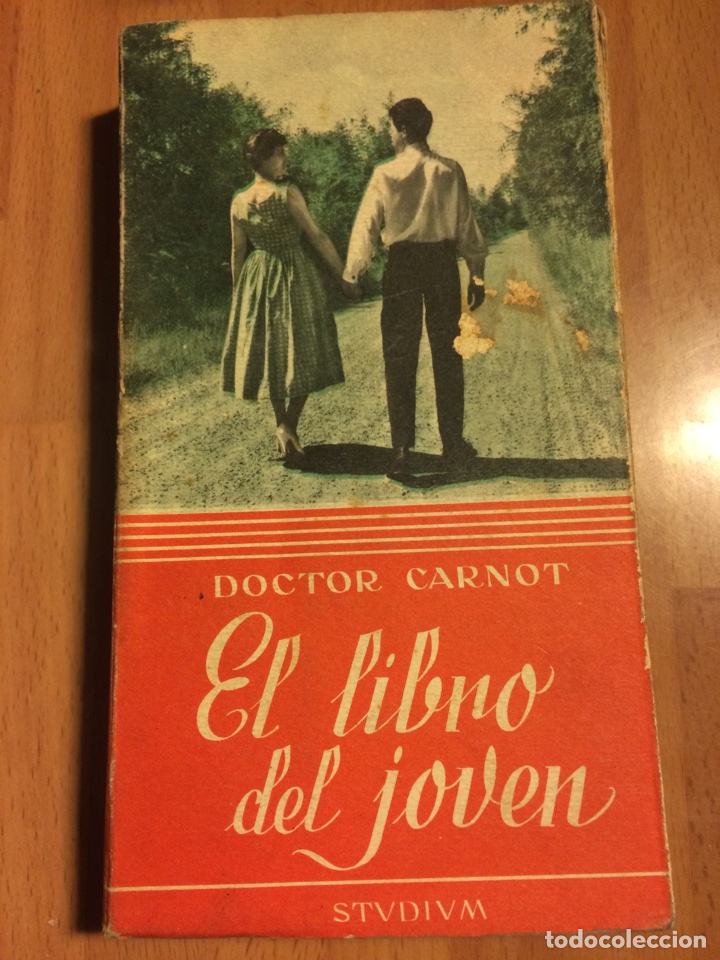 DOCTOR CARNOT
El libro
del joven
STVDIVM
todocoleccion